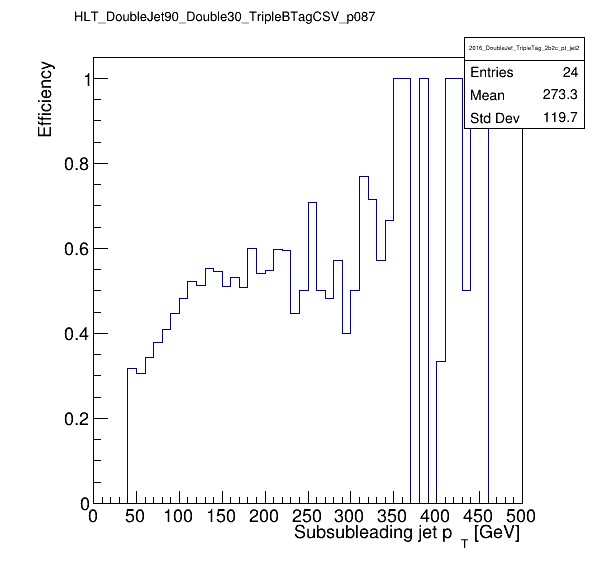 HLT_DoubleJet90_Double30_TripleBTagCSV_p087
2016_DoubleJet_TripleTag_2b2c_pt_jet2
Entries 24
Mean 273.3
Std Dev 119.7
Efficiency
1
0.8
0.6
0.4
0.2
0
0 50 100 150 200 250 300 350 400 450 500
Subsubleading jet p T [GeV]